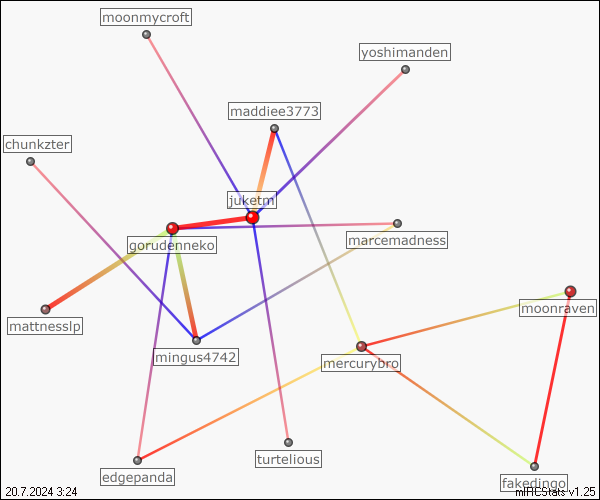 moonmycroft
yoshimanden
maddiee3773
chunkzter
juketm
gorudenneko
marcemadness
moonraven
mattnesslp
mingus4742
mercurybro
turtelious
edgepanda
fakedingo
20.7.2024 3:24
mIRCStats v1.25